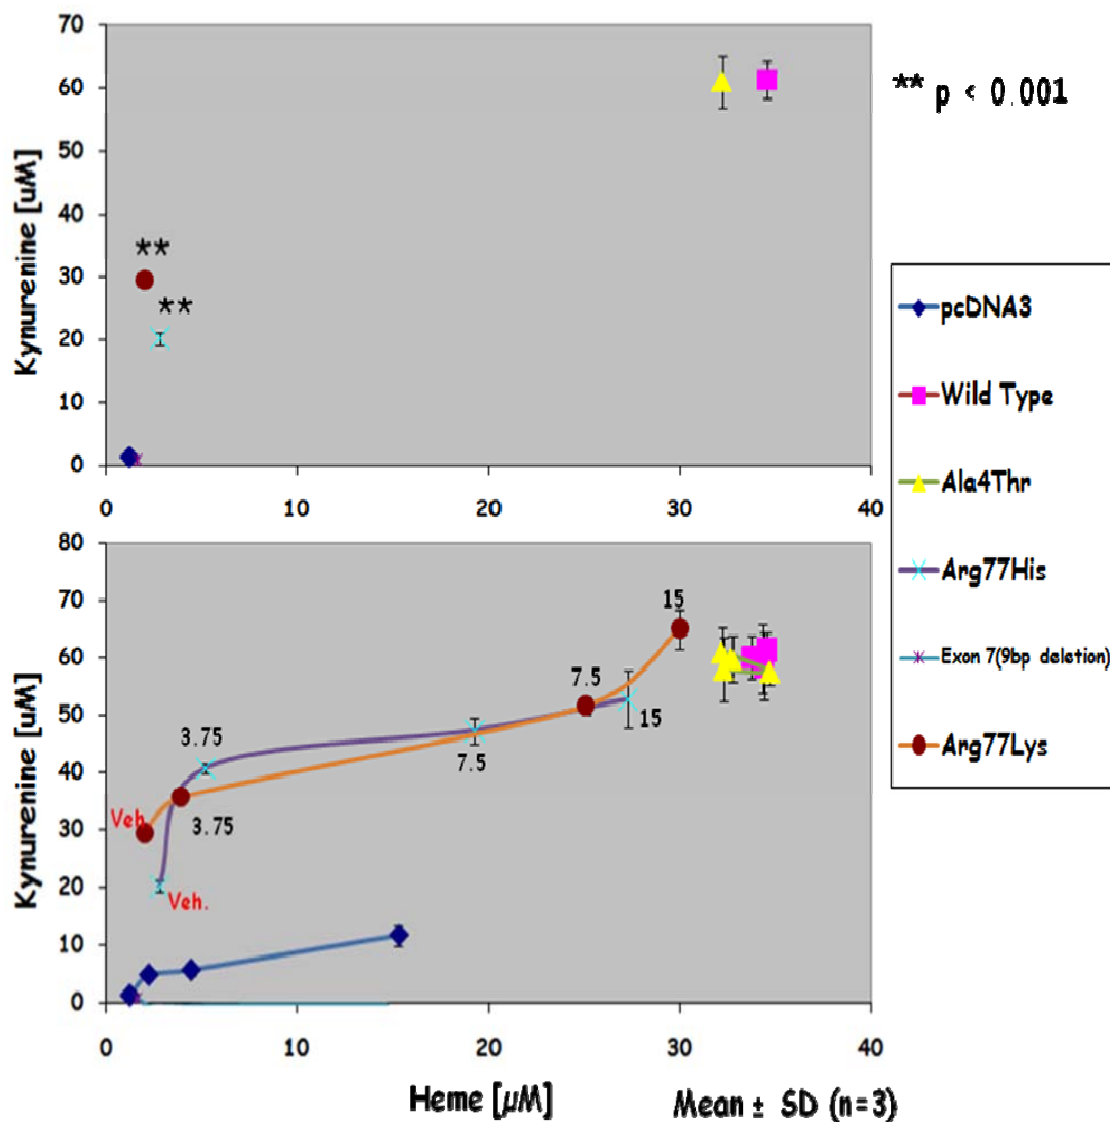 70
60
50
40
30
20
10
0
Kynurenine [uM]
**
**
0 10 20 30 40
** p < 0.001
80
70
60
50
40
30
20
10
0
Kynurenine [uM]
15
7.5
15
3.75
7.5
Veh.
3.75
Veh.
0 10 20 30 40
Heme [µM]
Mean ± SD (n=3)
pcDNA3
Wild Type
Ala4Thr
Arg77His
Exon 7(9bp deletion)
Arg77Lys